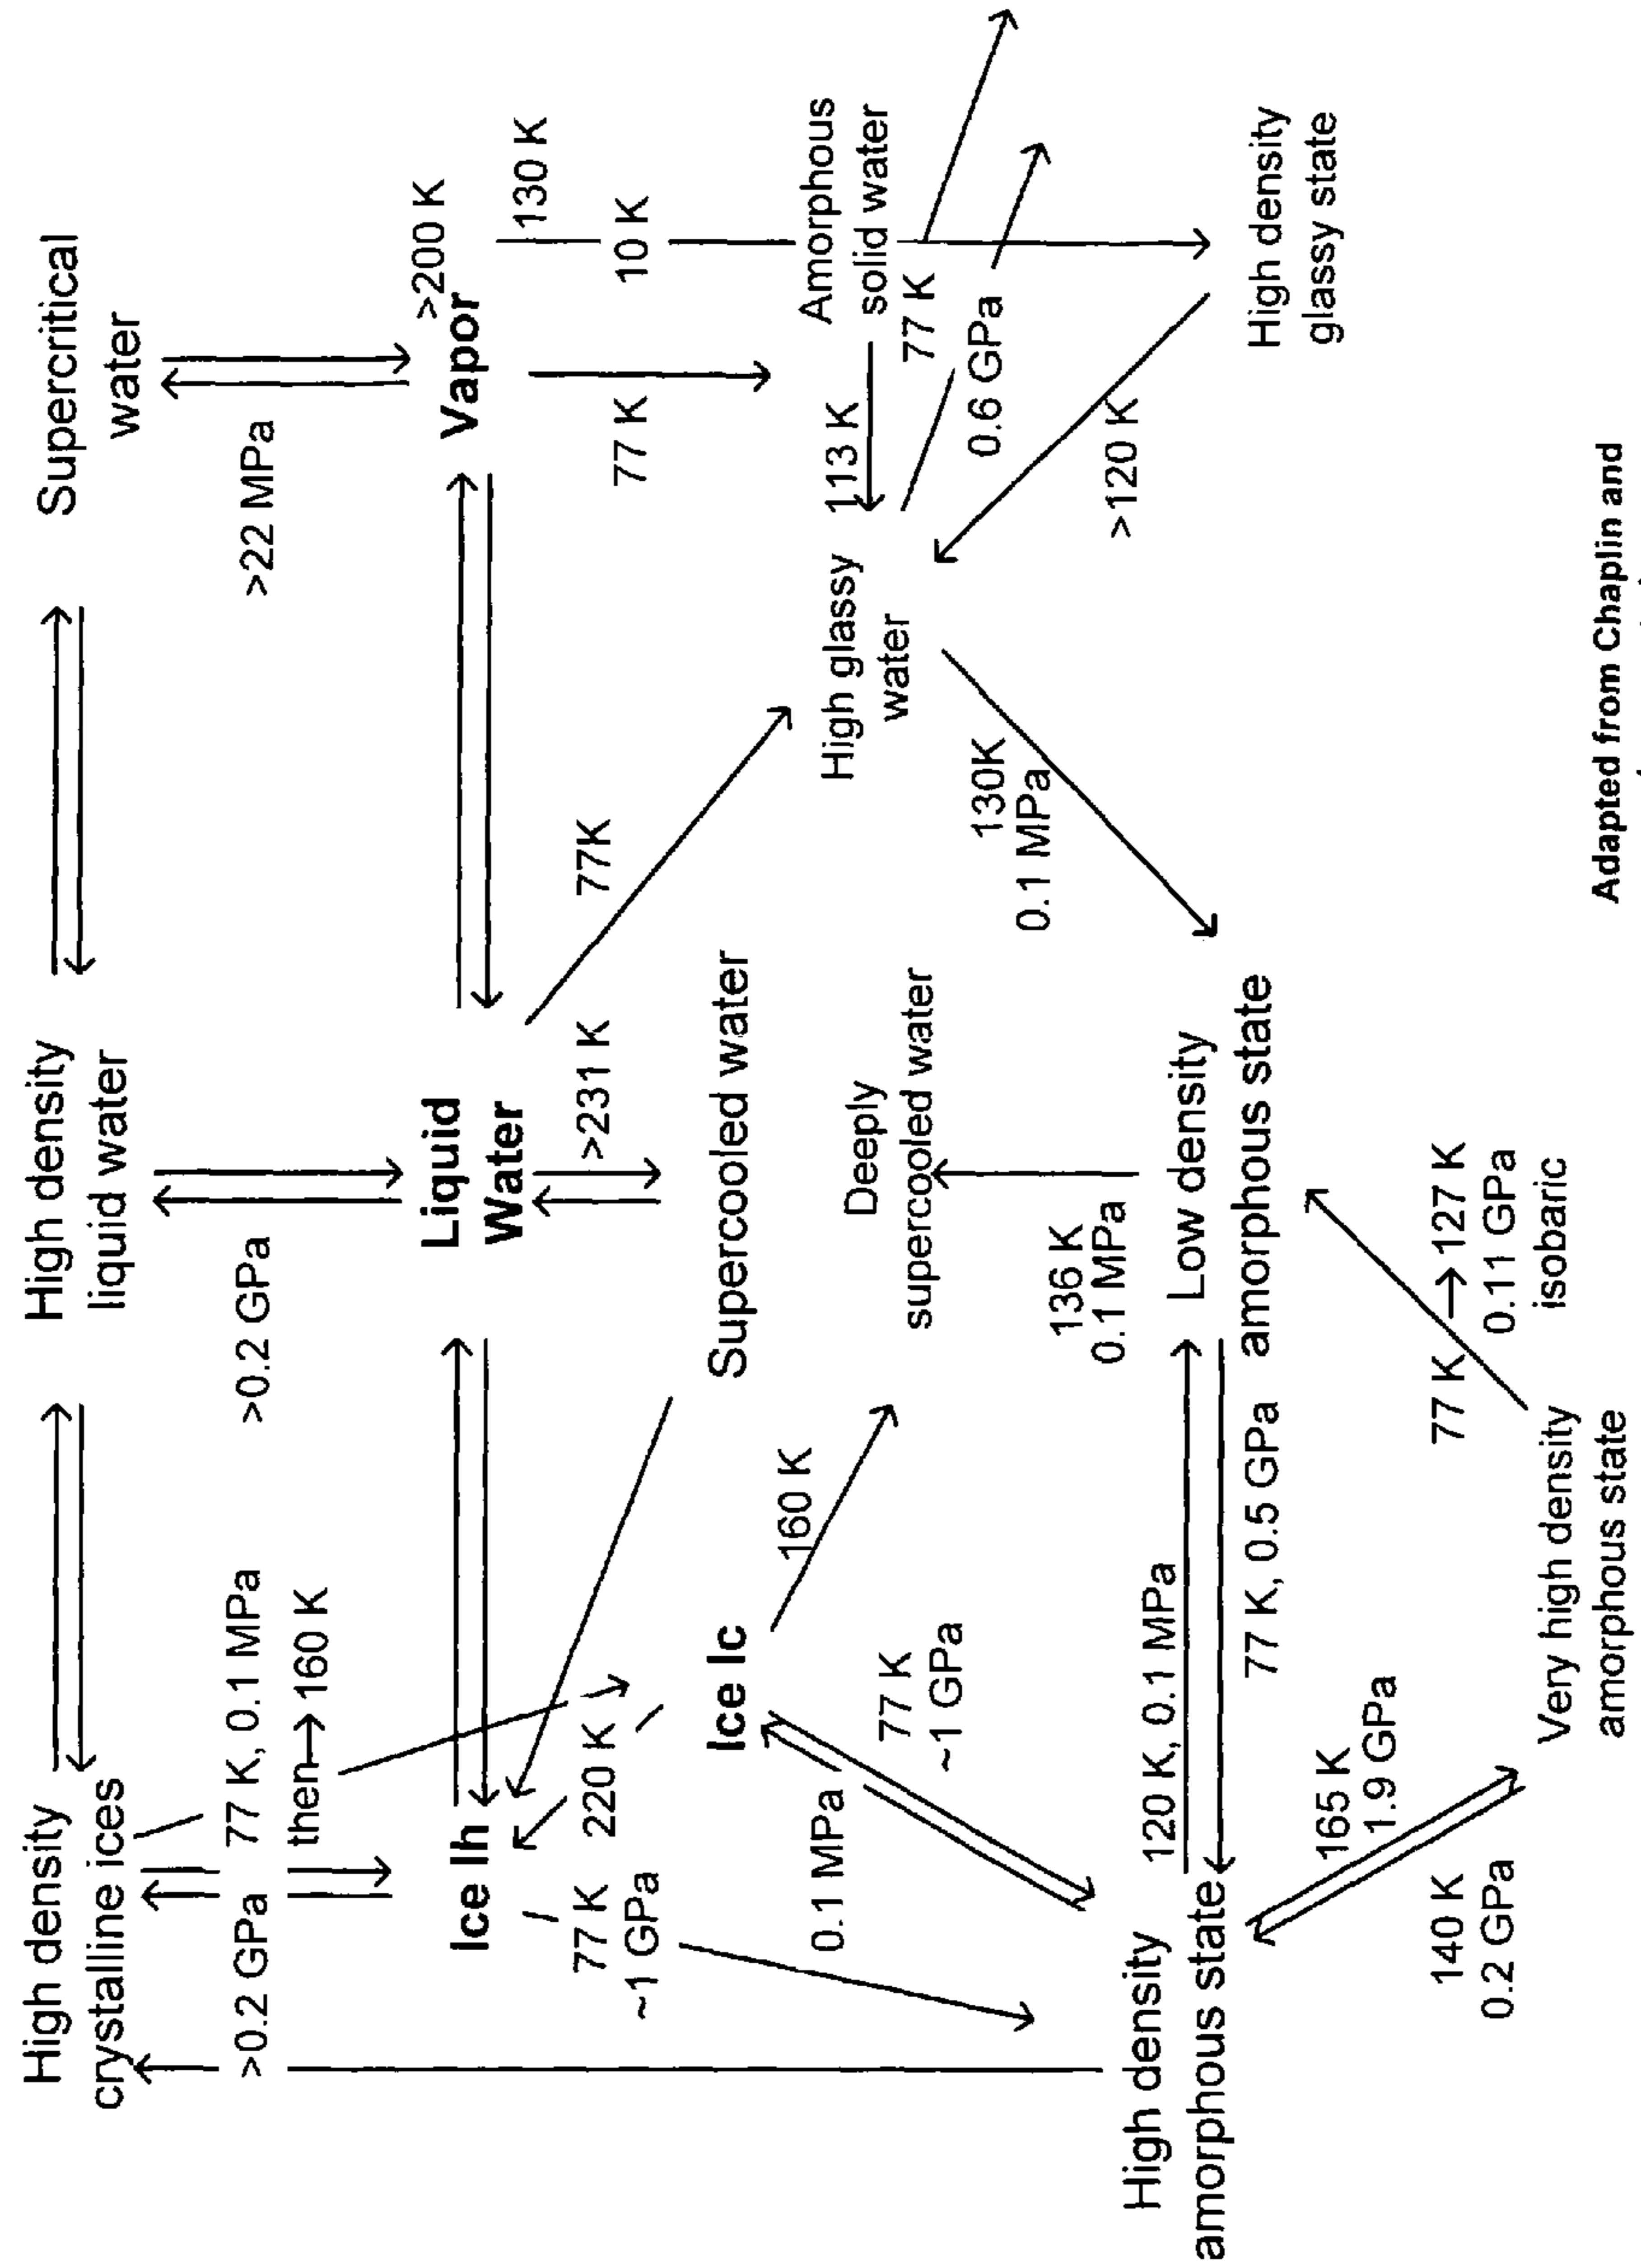 High density
crystalline ices
High density
liquid water
Supercritical
water
>0.2 GPa
77 K, 0.1 MPa
then→160 K
>0.2 GPa
>22 MPa
Ice Ih
Liquid
Water
Vapor
>200 K
77 K
~1 GPa
220 K
>231 K
77K
77 K
130 K
10 K
Ice Ic
160 K
Supercooled water
0.1 MPa
77 K
~1 GPa
Deeply
supercooled water
High glassy
water
113 K
Amorphous
solid water
77 K
0.6 GPa
136 K
0.1 MPa
130K
0.1 MPa
>120 K
High density
amorphous state
120 K, 0.1 MPa
77 K, 0.5 GPa
Low density
amorphous state
High density
glassy state
165 K
1.9 GPa
140 K
0.2 GPa
77 K → 127 K
0.11 GPa
isobaric
Very high density
amorphous state
Adapted from Chaplin and